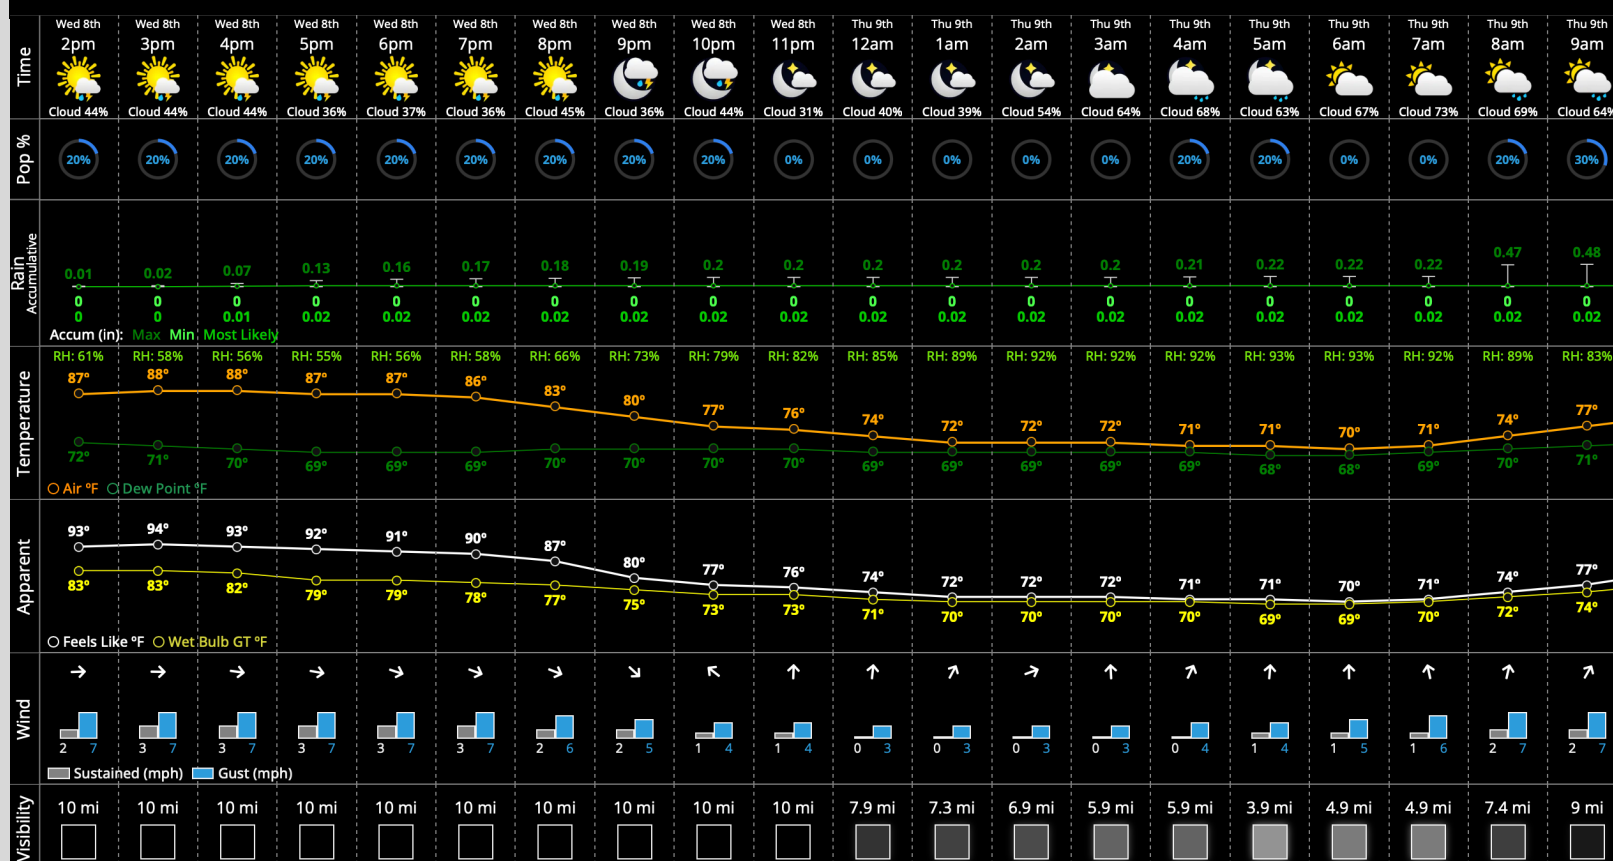 Time
Wed 8th Wed 8th Wed 8th Wed 8th Wed 8th Wed 8th Wed 8th Wed 8th Wed 8th Wed 8th Thu 9th Thu 9th Thu 9th Thu 9th Thu 9th Thu 9th Thu 9th Thu 9th Thu 9th Thu 9th
2pm 3pm 4pm 5pm 6pm 7pm 8pm 9pm 10pm 11pm 12am 1am 2am 3am 4am 5am 6am 7am 8am 9am
Cloud 44% Cloud 44% Cloud 44% Cloud 36% Cloud 37% Cloud 36% Cloud 45% Cloud 36% Cloud 44% Cloud 31% Cloud 40% Cloud 39% Cloud 54% Cloud 64% Cloud 68% Cloud 63% Cloud 67% Cloud 73% Cloud 69% Cloud 64%
Pop %
20% 20% 20% 20% 20% 20% 20% 20% 20% 0% 0% 0% 0% 0% 20% 20% 0% 0% 20% 30%
Rain
Accumulative
0.01 0.02 0.07 0.13 0.16 0.17 0.18 0.19 0.2 0.2 0.2 0.2 0.2 0.2 0.21 0.22 0.22 0.22 0.47 0.48
0 0 0 0 0 0 0 0 0 0 0 0 0 0 0 0 0 0 0 0
0 0 0.01 0.02 0.02 0.02 0.02 0.02 0.02 0.02 0.02 0.02 0.02 0.02 0.02 0.02 0.02 0.02 0.02 0.02
Accum (in): Max Min Most Likely
Temperature
RH: 61% RH: 58% RH: 56% RH: 55% RH: 56% RH: 58% RH: 66% RH: 73% RH: 79% RH: 82% RH: 85% RH: 89% RH: 92% RH: 92% RH: 92% RH: 93% RH: 93% RH: 92% RH: 89% RH: 83%
87° 88° 88° 87° 87° 86° 83° 80° 77° 76° 74° 72° 72° 72° 71° 71° 70° 71° 74° 77°
72° 71° 70° 69° 69° 69° 70° 70° 70° 70° 69° 69° 69° 69° 69° 68° 68° 69° 70° 71°
Air °F Dew Point °F
Apparent
93° 94° 93° 92° 91° 90° 87° 80° 77° 76° 74° 72° 72° 72° 71° 71° 70° 71° 74° 77°
83° 83° 82° 79° 79° 78° 77° 75° 73° 73° 71° 70° 70° 70° 70° 69° 69° 70° 72° 74°
Feels Like °F Wet Bulb GT °F
Wind
2 7 3 7 3 7 3 7 3 7 3 7 2 6 2 5 1 4 1 4 0 3 0 3 0 3 0 3 0 4 1 4 1 5 1 6 2 7 2 7
Sustained (mph) Gust (mph)
Visibility
10 mi 10 mi 10 mi 10 mi 10 mi 10 mi 10 mi 10 mi 10 mi 10 mi 7.9 mi 7.3 mi 6.9 mi 5.9 mi 5.9 mi 3.9 mi 4.9 mi 4.9 mi 7.4 mi 9 mi